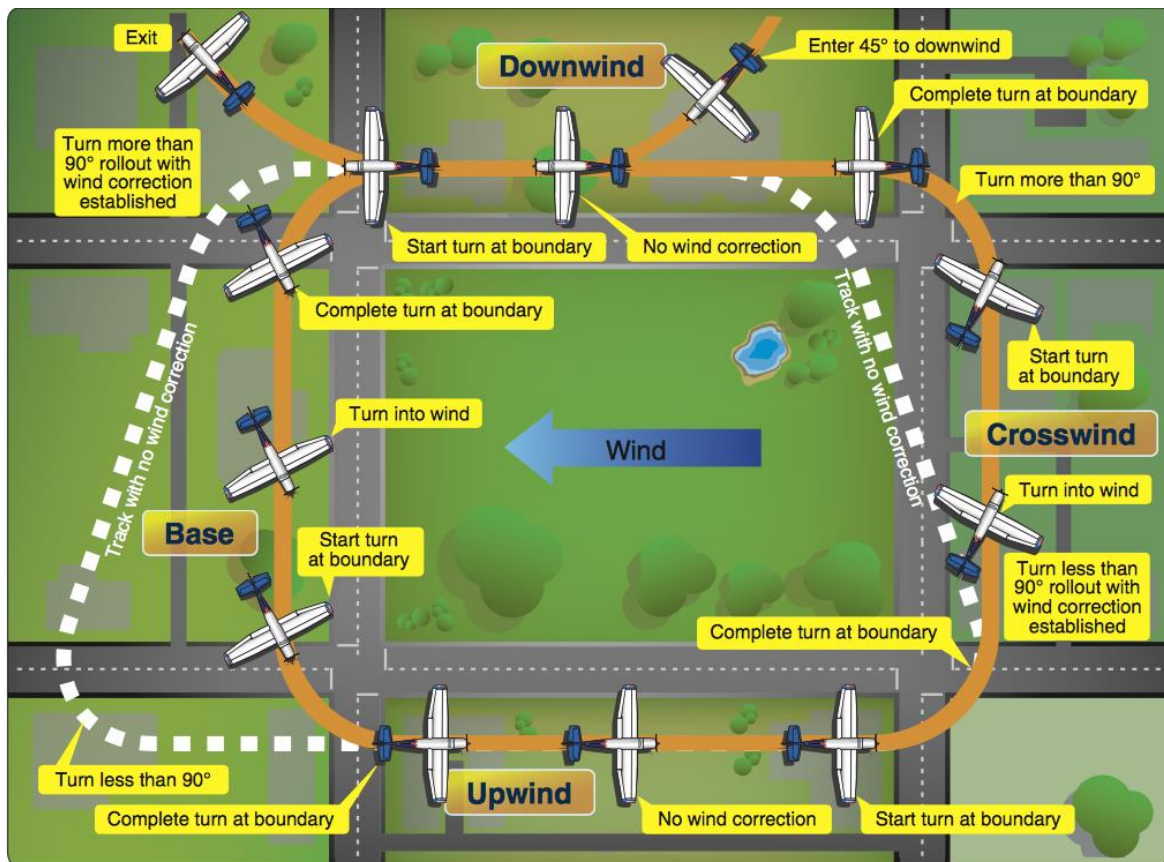 Exit
Downwind
Enter 45° to downwind
Complete turn at boundary
Turn more than
90° rollout with
wind correction
established
Turn more than 90°
Start turn at boundary
No wind correction
Complete turn at boundary
Start turn
at boundary
Track with no wind correction
Track with no wind correction
Turn into wind
Wind
Crosswind
Turn into wind
Base
Start turn
at boundary
Turn less than
90° rollout with
wind correction
established
Complete turn at boundary
Turn less than 90°
Upwind
Complete turn at boundary
No wind correction
Start turn at boundary